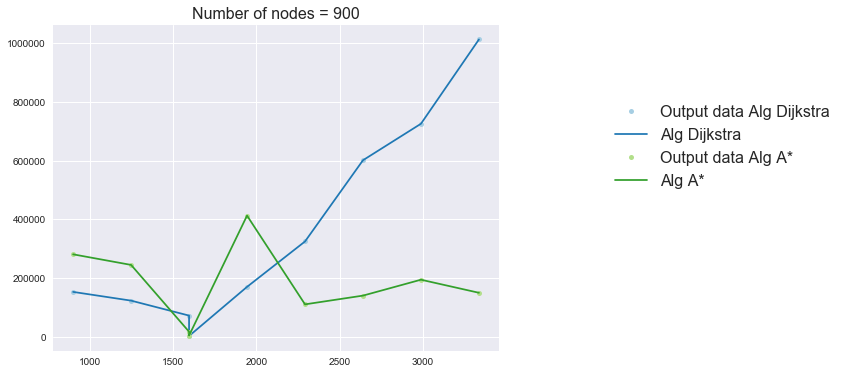 Number of nodes = 900
1000000
800000
600000
400000
200000
0
1000 1500 2000 2500 3000
Output data Alg Dijkstra
Alg Dijkstra
Output data Alg A*
Alg A*